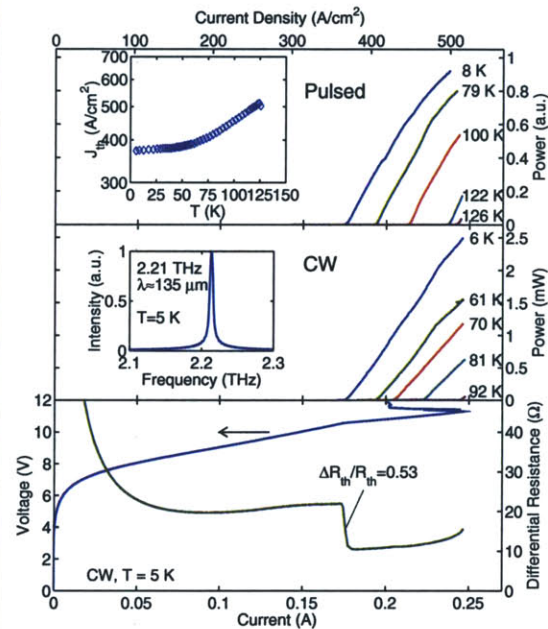 Current Density (A/cm²)
0 100 200 300 400 500
700
600
500
400
300
J_th (A/cm²)
0 25 50 75 100 125 150
T (K)
Pulsed
8 K
79 K
100 K
122 K
126 K
1
0.8
0.6
0.4
0.2
0
Power (a.u.)
CW
1
0.5
0
Intensity (a.u.)
2.21 THz
λ≈135 μm
T=5 K
2.1 2.2 2.3
Frequency (THz)
6 K
61 K
70 K
81 K
92 K
2.5
2
1.5
1
0.5
0
Power (mW)
12
10
8
6
4
2
0
Voltage (V)
ΔR_th/R_th=0.53
CW, T = 5 K
40
30
20
10
0
Differential Resistance (Ω)
0 0.05 0.1 0.15 0.2 0.25
Current (A)